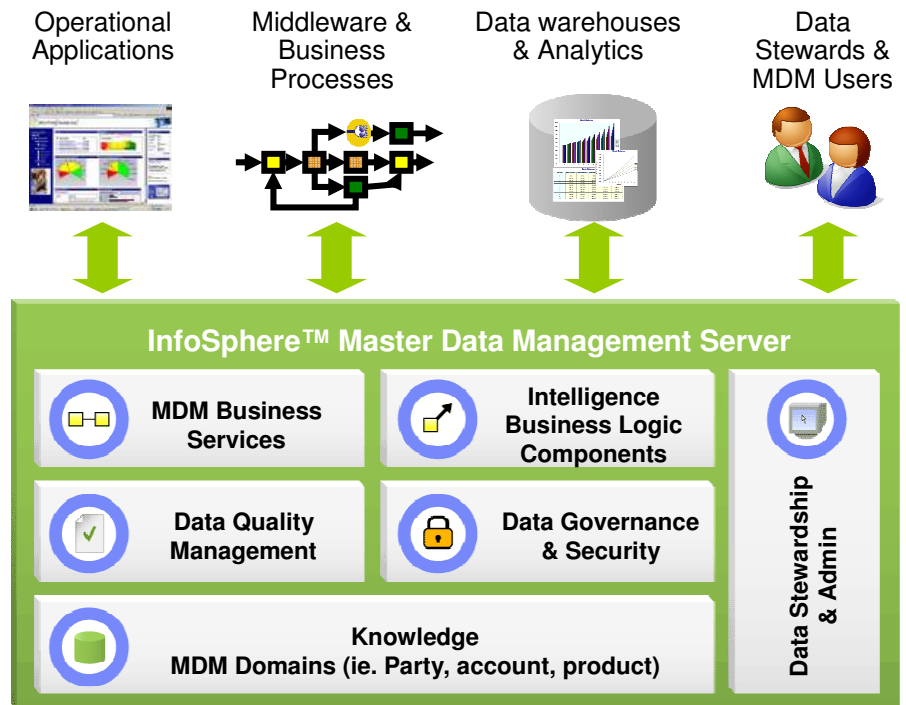 Operational
Applications
Middleware &
Business
Processes
Data warehouses
& Analytics
Data
Stewards &
MDM Users
InfoSphere™ Master Data Management Server
MDM Business
Services
Intelligence
Business Logic
Components
Data Quality
Management
Data Governance
& Security
Knowledge
MDM Domains (ie. Party, account, product)
Data Stewardship
& Admin